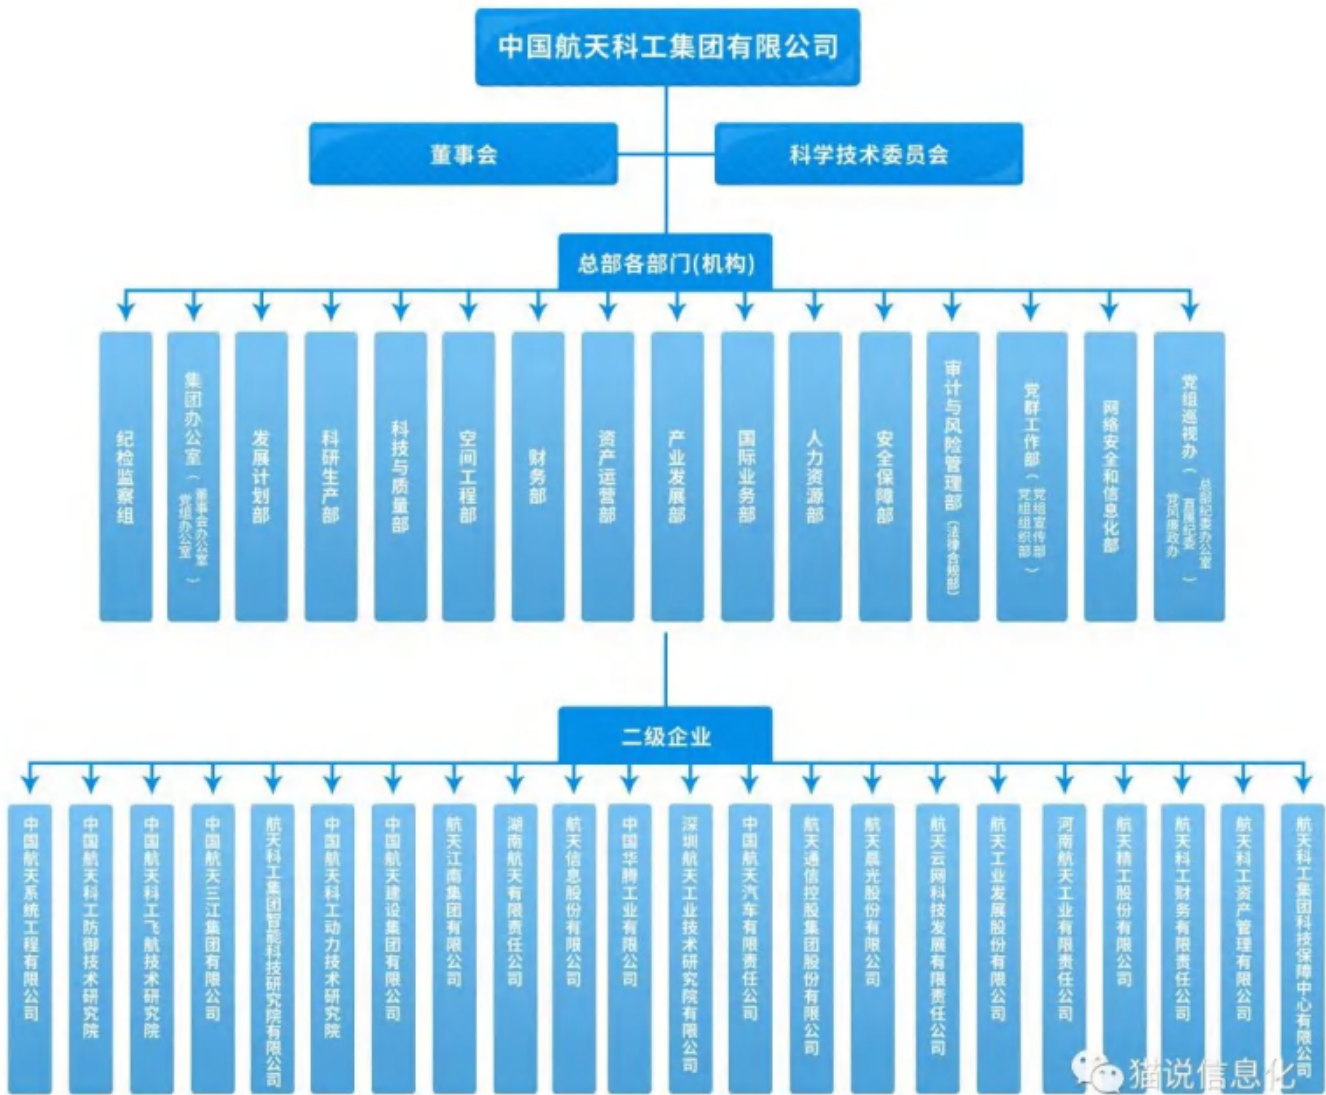 中国航天科工集团有限公司
董事会
科学技术委员会
总部各部门(机构)
纪检监察组
集团办公室(董事会办公室 党组办公室)
发展计划部
科研生产部
科技与质量部
空间工程部
财务部
资产运营部
产业发展部
国际业务部
人力资源部
安全保障部
审计与风险管理部(法律合规部)
党群工作部(党组宣传部 党组组织部)
网络安全和信息化部
党组巡视办(总部纪委办公室 直属纪委 党风廉政办)
二级企业
中国航天系统工程有限公司
中国航天科工防御技术研究院
中国航天科工飞航技术研究院
中国航天三江集团有限公司
航天科工集团智能科技研究院有限公司
中国航天科工动力技术研究院
中国航天建设集团有限公司
航天江南集团有限公司
湖南航天有限责任公司
航天信息股份有限公司
中国华腾工业有限公司
深圳航天工业技术研究院有限公司
中国航天汽车有限责任公司
航天通信控股集团股份有限公司
航天晨光股份有限公司
航天云网科技发展有限责任公司
航天工业发展股份有限公司
河南航天工业有限责任公司
航天精工股份有限公司
航天科工财务有限责任公司
航天科工资产管理有限公司
航天科工集团科技保障中心有限公司
猫说信息化